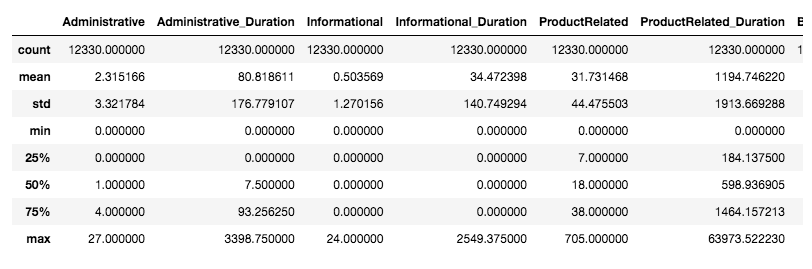 Administrative Administrative_Duration Informational Informational_Duration ProductRelated ProductRelated_Duration B
count 12330.000000 12330.000000 12330.000000 12330.000000 12330.000000 12330.000000 1
mean 2.315166 80.818611 0.503569 34.472398 31.731468 1194.746220
std 3.321784 176.779107 1.270156 140.749294 44.475503 1913.669288
min 0.000000 0.000000 0.000000 0.000000 0.000000 0.000000
25% 0.000000 0.000000 0.000000 0.000000 7.000000 184.137500
50% 1.000000 7.500000 0.000000 0.000000 18.000000 598.936905
75% 4.000000 93.256250 0.000000 0.000000 38.000000 1464.157213
max 27.000000 3398.750000 24.000000 2549.375000 705.000000 63973.522230